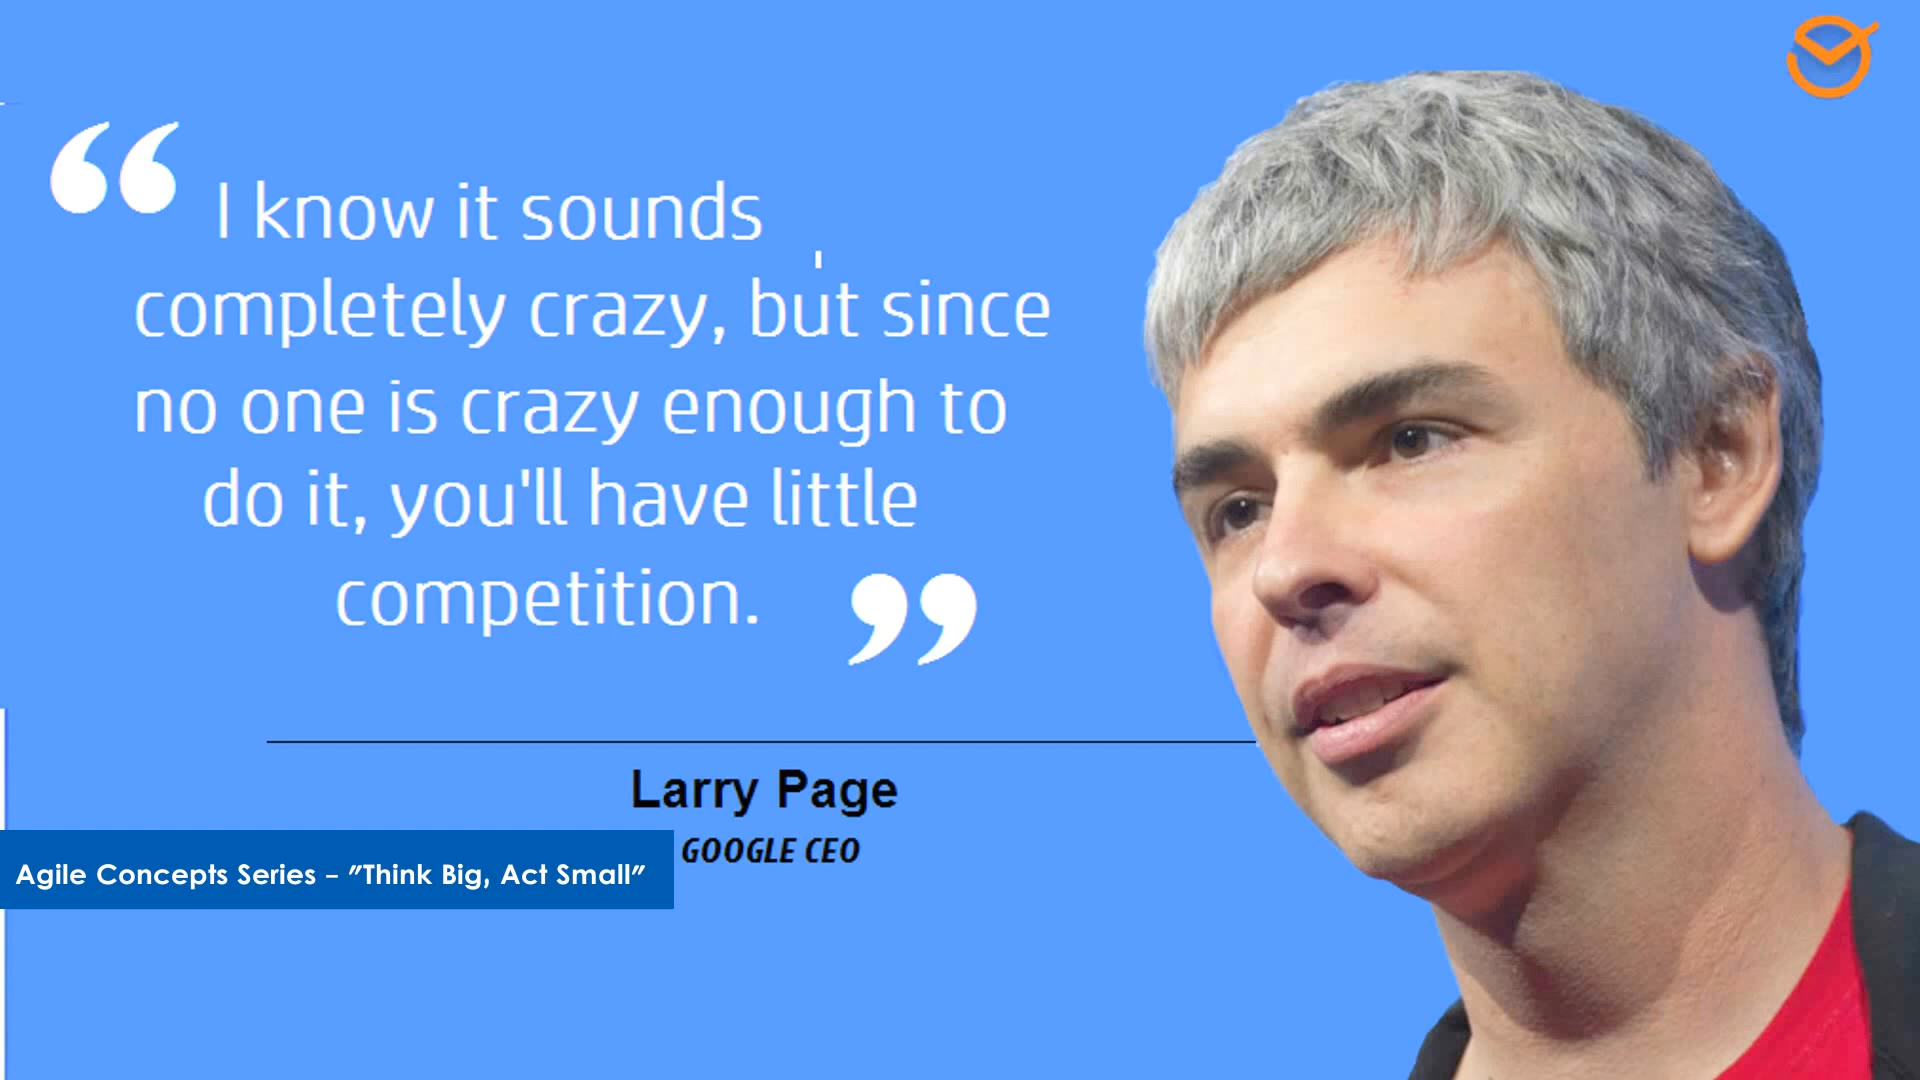 “ I know it sounds
completely crazy, but since
no one is crazy enough to
do it, you'll have little
competition. ”
Larry Page
GOOGLE CEO
Agile Concepts Series – "Think Big, Act Small"